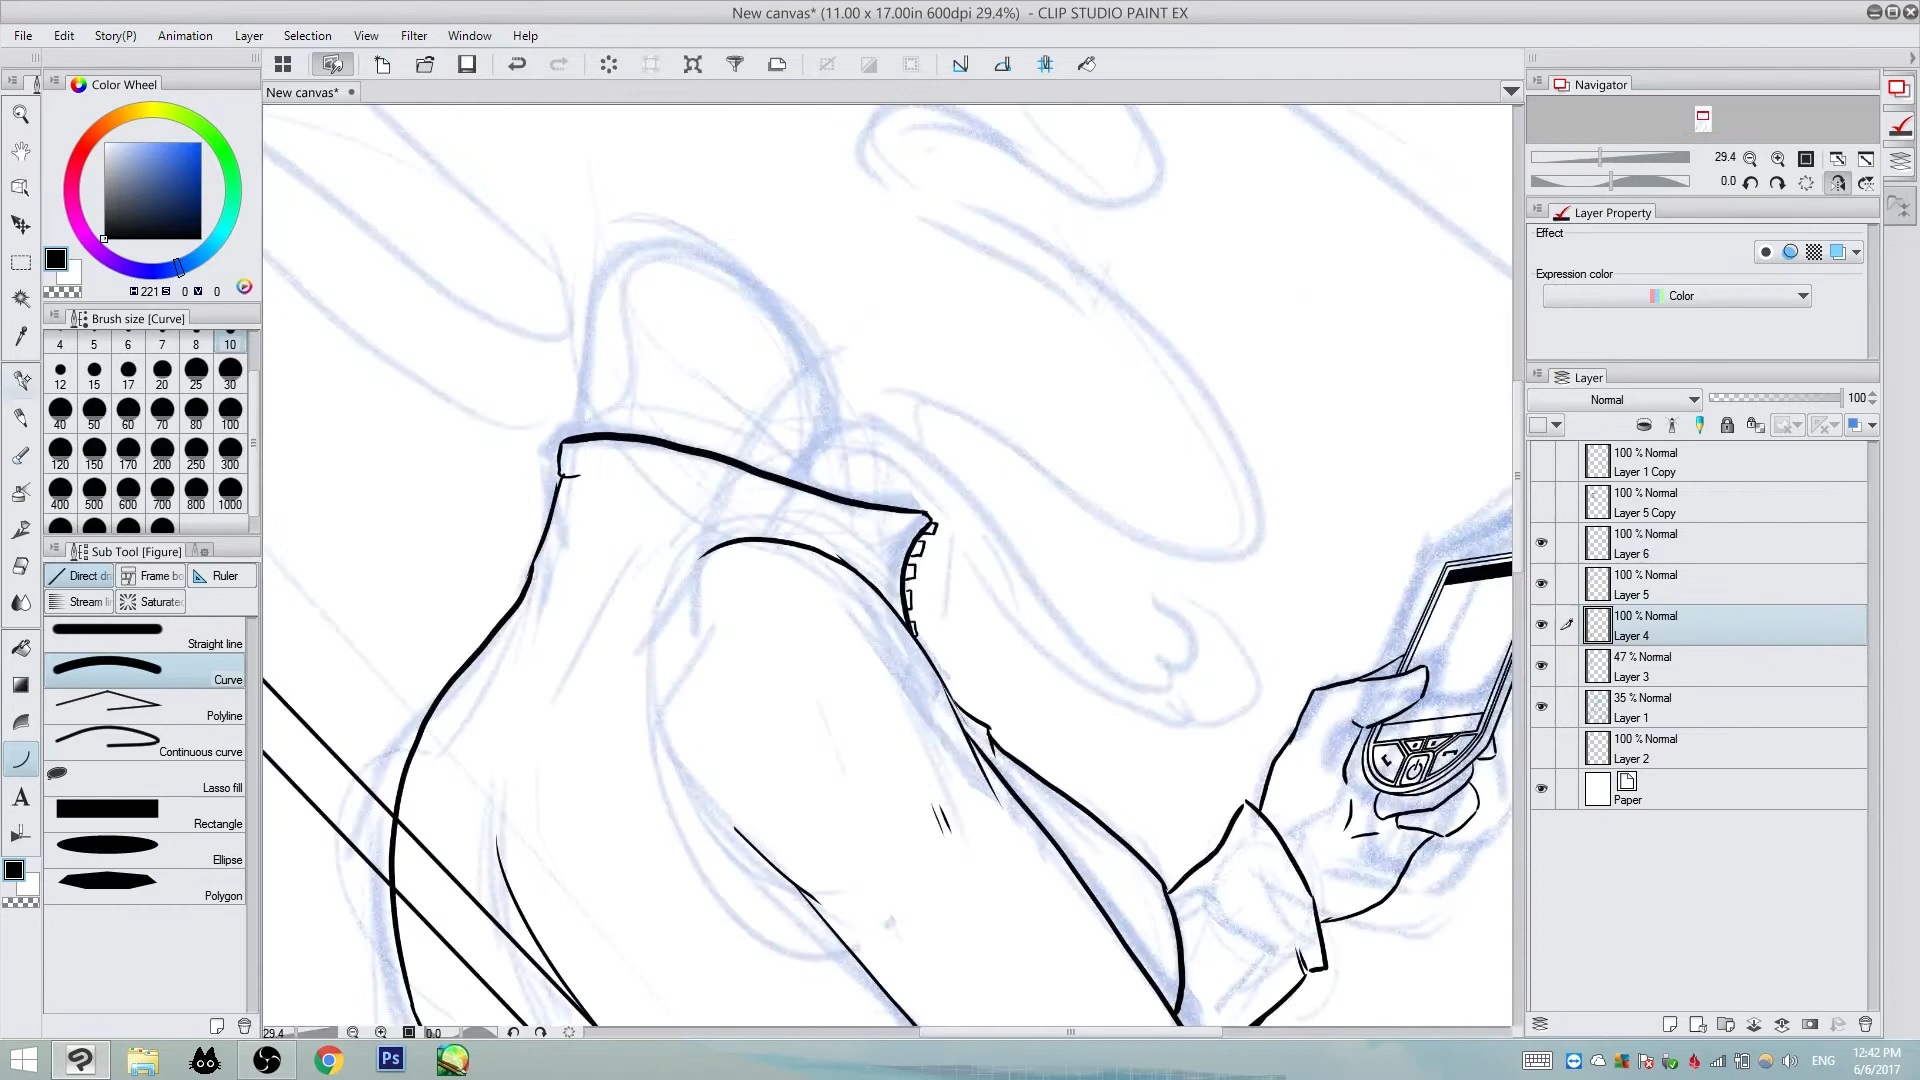 New canvas* (11.00 x 17.00in 600dpi 29.4%) - CLIP STUDIO PAINT EX
File Edit Story(P) Animation Layer Selection Filter View Window Help
Color Wheel
New canvas*
H 221 S 0 V 0
Brush size [Curve]
4 5 6 7 8 10
12 15 17 20 25 30
40 50 60 70 80 100
120 150 170 200 250 300
400 500 600 700 800 1000
Sub Tool [Figure]
Direct dr Frame bo Ruler
Stream li Saturate
Straight line
Curve
Polyline
Continuous curve
Lasso fill
Rectangle
Ellipse
Polygon
A
29.4 0.0
Navigator
29.4
0.0
Layer Property
Effect
Expression color
Color
Layer
Normal 100
100 % Normal
Layer 1 Copy
100 % Normal
Layer 5 Copy
100 % Normal
Layer 6
100 % Normal
Layer 5
100 % Normal
Layer 4
47 % Normal
Layer 3
35 % Normal
Layer 1
100 % Normal
Layer 2
Paper
Ps
ENG
12:42 PM
6/6/2017